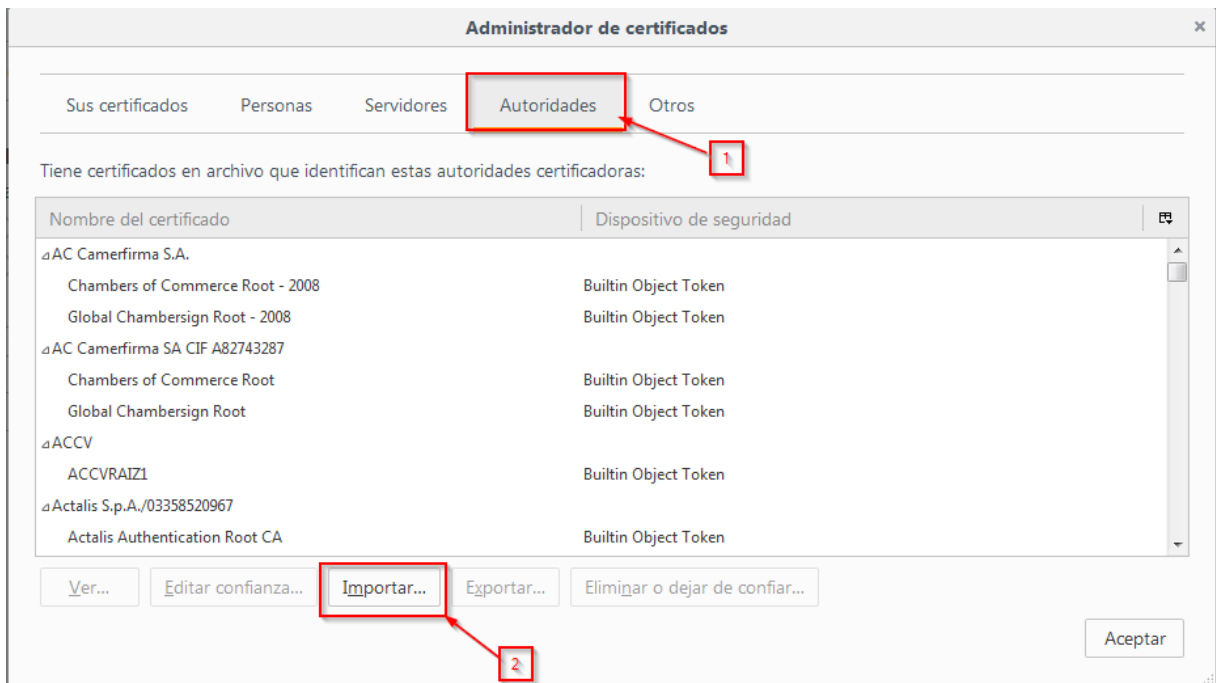 Administrador de certificados
Sus certificados Personas Servidores Autoridades Otros
1
Tiene certificados en archivo que identifican estas autoridades certificadoras:
Nombre del certificado Dispositivo de seguridad
AC Camerfirma S.A.
Chambers of Commerce Root - 2008 Builtin Object Token
Global Chambersign Root - 2008 Builtin Object Token
AC Camerfirma SA CIF A82743287
Chambers of Commerce Root Builtin Object Token
Global Chambersign Root Builtin Object Token
ACCV
ACCVRAIZ1 Builtin Object Token
Actalis S.p.A./03358520967
Actalis Authentication Root CA Builtin Object Token
Ver... Editar confianza... Importar... Exportar... Eliminar o dejar de confiar...
Aceptar
2